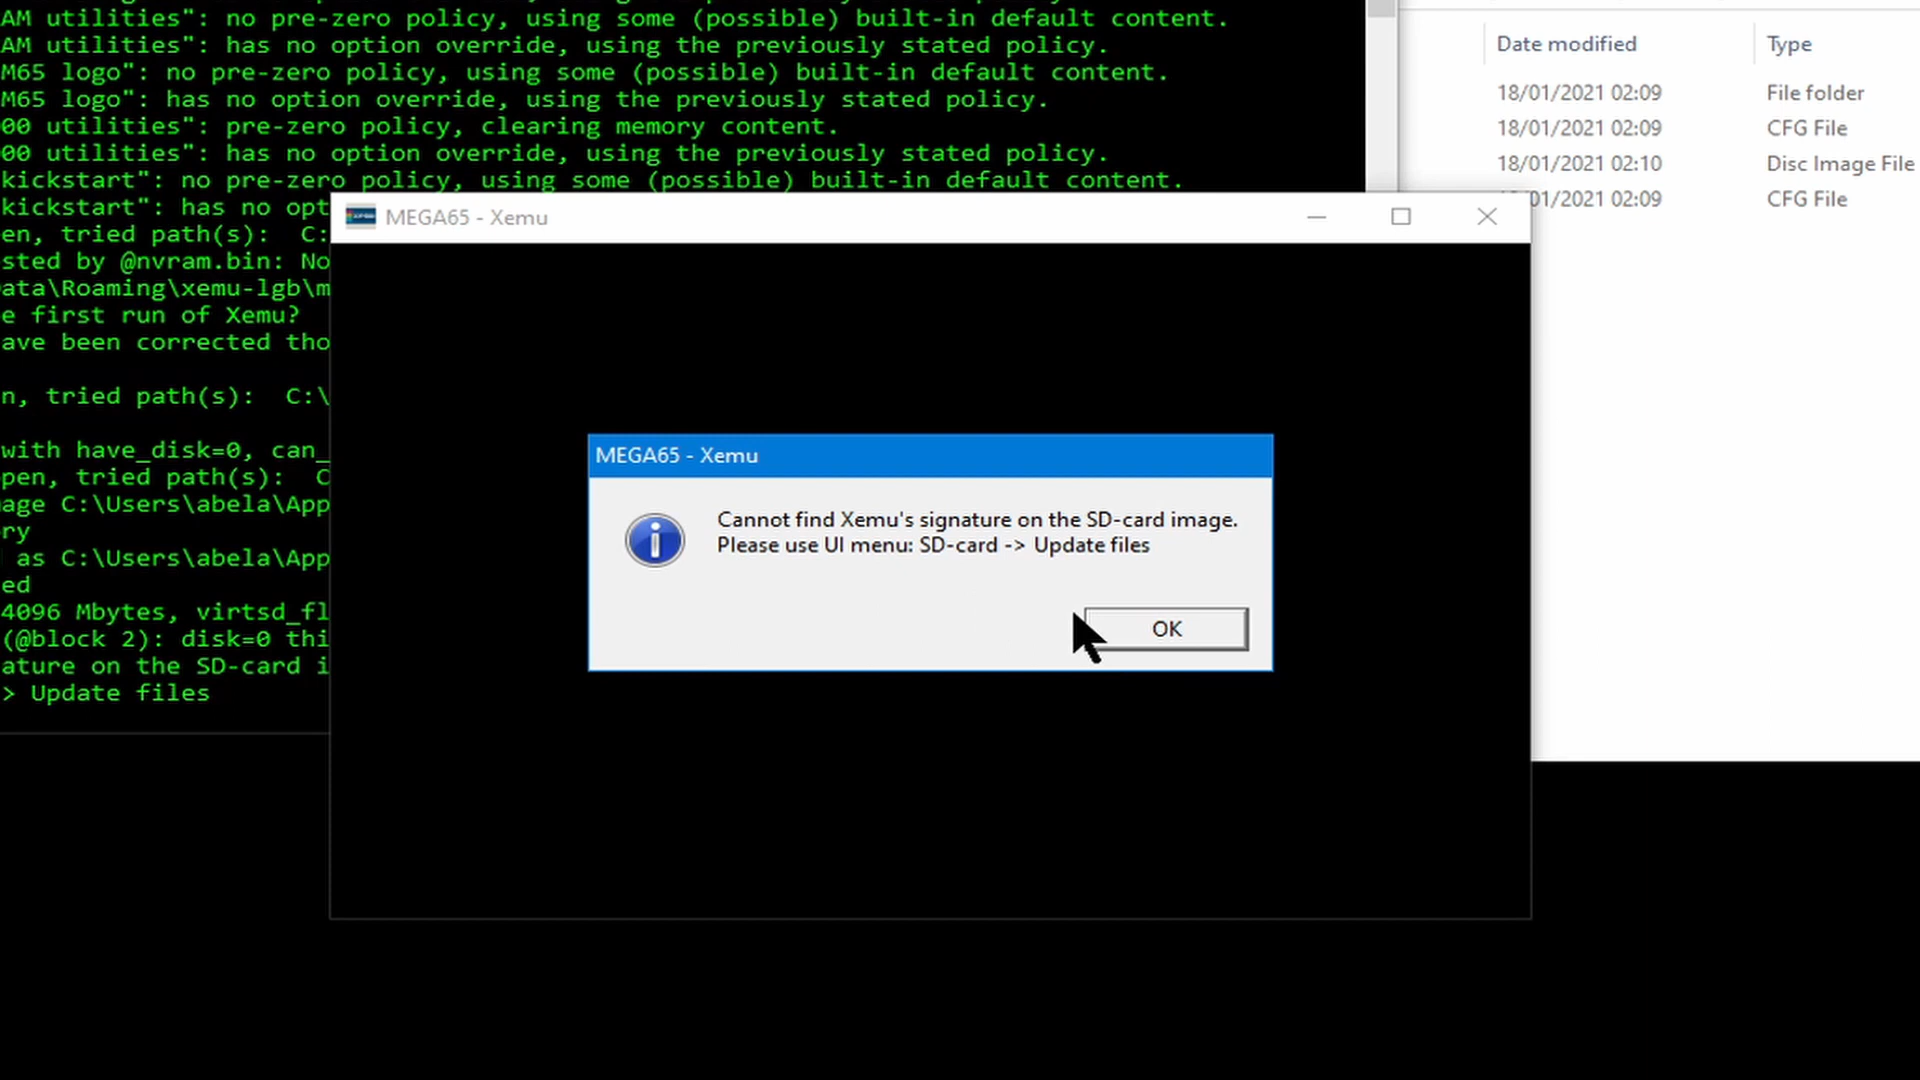 AM utilities": no pre-zero policy, using some (possible) built-in default content.
AM utilities": has no option override, using the previously stated policy.
M65 logo": no pre-zero policy, using some (possible) built-in default content.
M65 logo": has no option override, using the previously stated policy.
00 utilities": pre-zero policy, clearing memory content.
00 utilities": has no option override, using the previously stated policy.
kickstart": no pre-zero policy, using some (possible) built-in default content.
kickstart": has no opt
en, tried path(s):  C:
sted by @nvram.bin: No
ata\Roaming\xemu-lgb\m
e first run of Xemu?
ave been corrected tho
n, tried path(s):  C:\
with have_disk=0, can_
pen, tried path(s):  C
age C:\Users\abela\App
ry
as C:\Users\abela\App
ed
4096 Mbytes, virtsd_fl
(@block 2): disk=0 thi
ature on the SD-card i
> Update files
Date modified Type
18/01/2021 02:09 File folder
18/01/2021 02:09 CFG File
18/01/2021 02:10 Disc Image File
01/2021 02:09 CFG File
MEGA65 - Xemu
MEGA65 - Xemu
Cannot find Xemu's signature on the SD-card image.
Please use UI menu: SD-card -> Update files
OK